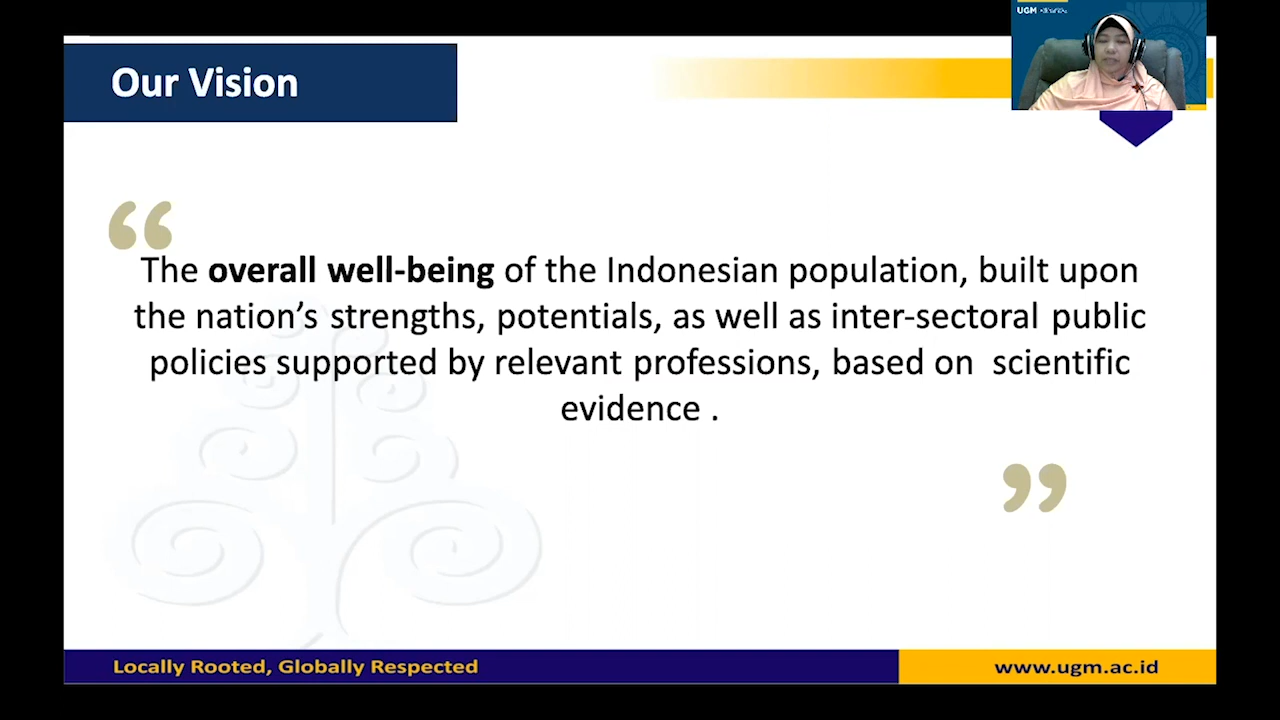 UGM
Our Vision
“
The overall well-being of the Indonesian population, built upon
the nation’s strengths, potentials, as well as inter-sectoral public
policies supported by relevant professions, based on  scientific
evidence .
”
Locally Rooted, Globally Respected
www.ugm.ac.id